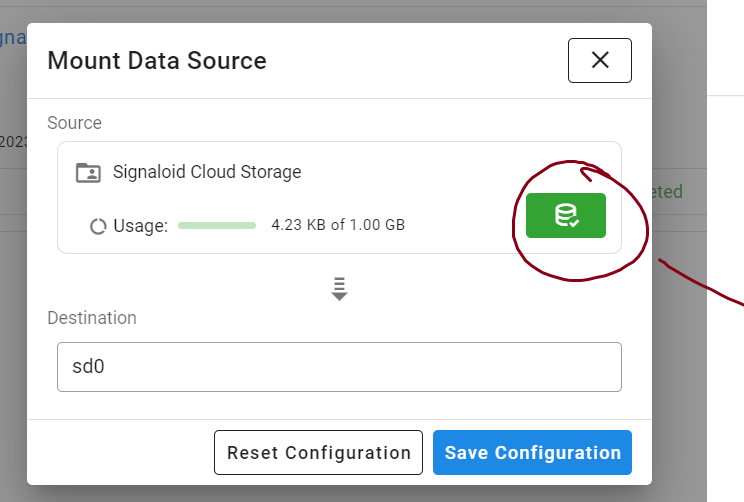 gna
Mount Data Source
Source
2023
Signaloid Cloud Storage
eted
Usage: 4.23 KB of 1.00 GB
Destination
sd0
Reset Configuration Save Configuration